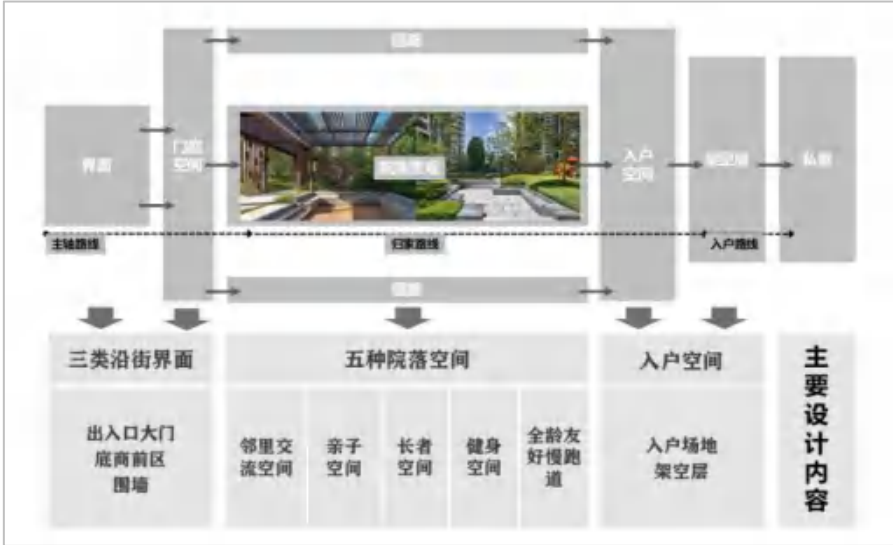 界面
门庭
空间
入户
空间
架空层
主轴路线
归家路线
入户路线
三类沿街界面
五种院落空间
入户空间
主要设计内容
出入口大门
底商前区
围墙
邻里交
流空间
亲子
空间
长者
空间
健身
空间
全龄友
好慢跑
道
入户场地
架空层